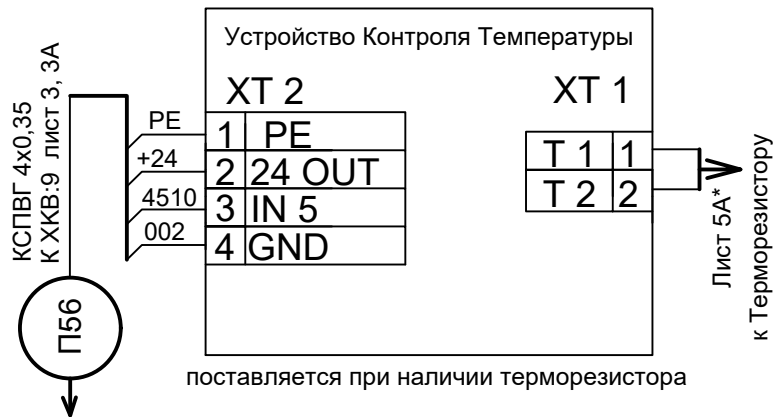 Устройство Контроля Температуры
XT 2
XT 1
PE
1 PE
+24
2 24 OUT
4510
3 IN 5
002
4 GND
T 1 1
T 2 2
КСПВГ 4x0,35
К ХКВ:9 лист 3, 3А
П56
Лист 5А*
к Терморезистору
поставляется при наличии терморезистора